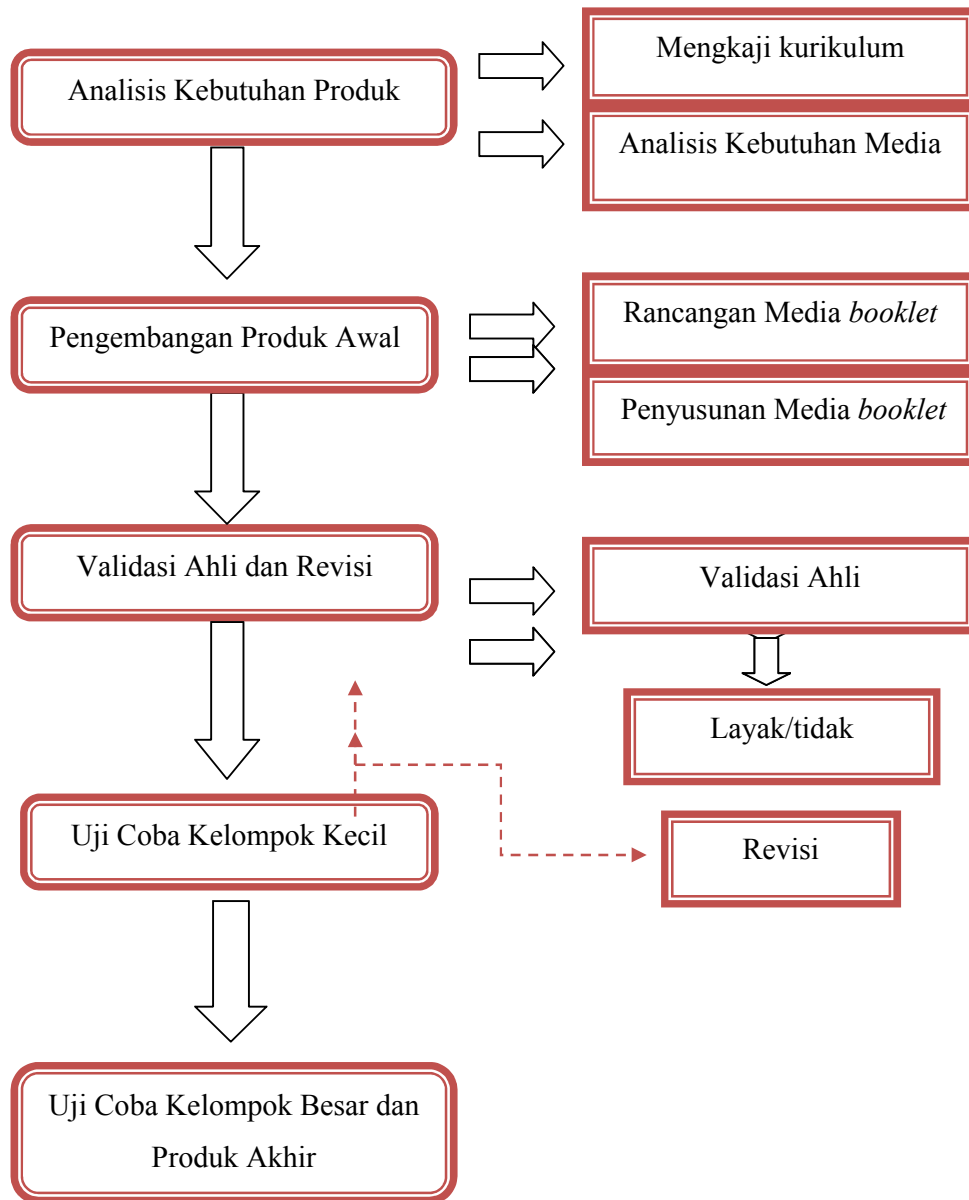 Analisis Kebutuhan Produk
Mengkaji kurikulum
Analisis Kebutuhan Media
Pengembangan Produk Awal
Rancangan Media booklet
Penyusunan Media booklet
Validasi Ahli dan Revisi
Validasi Ahli
Layak/tidak
Uji Coba Kelompok Kecil
Revisi
Uji Coba Kelompok Besar dan
Produk Akhir